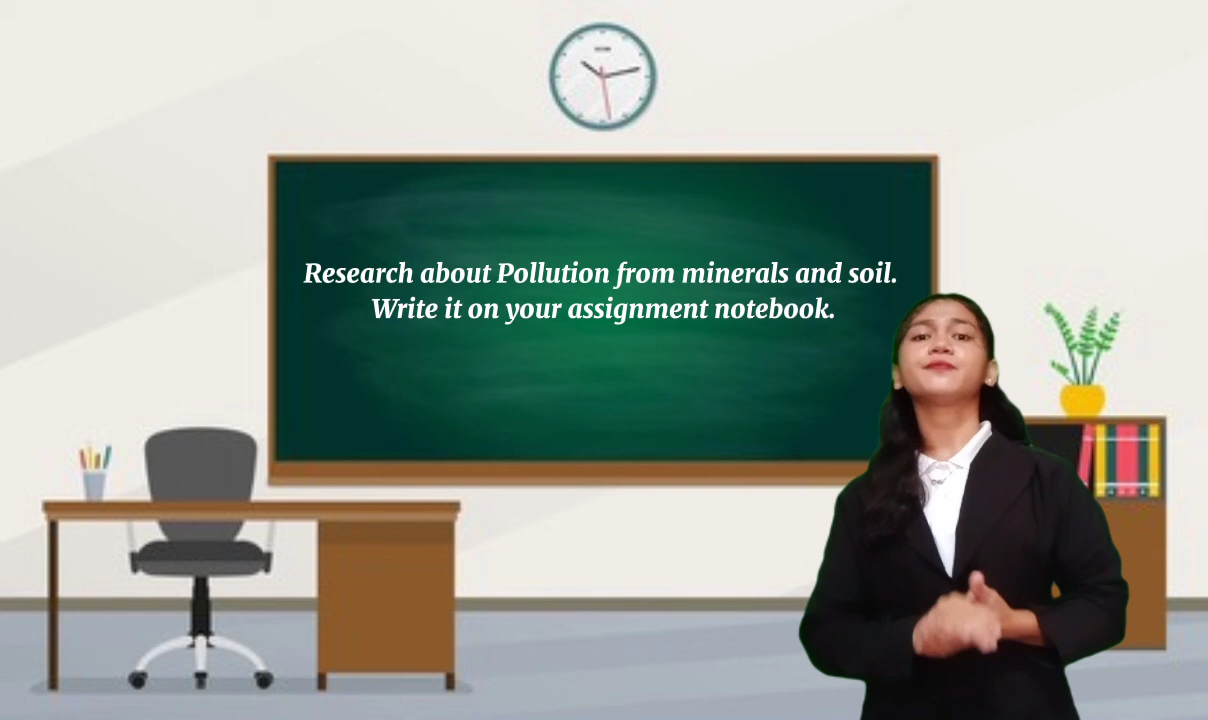 Research about Pollution from minerals and soil.
Write it on your assignment notebook.